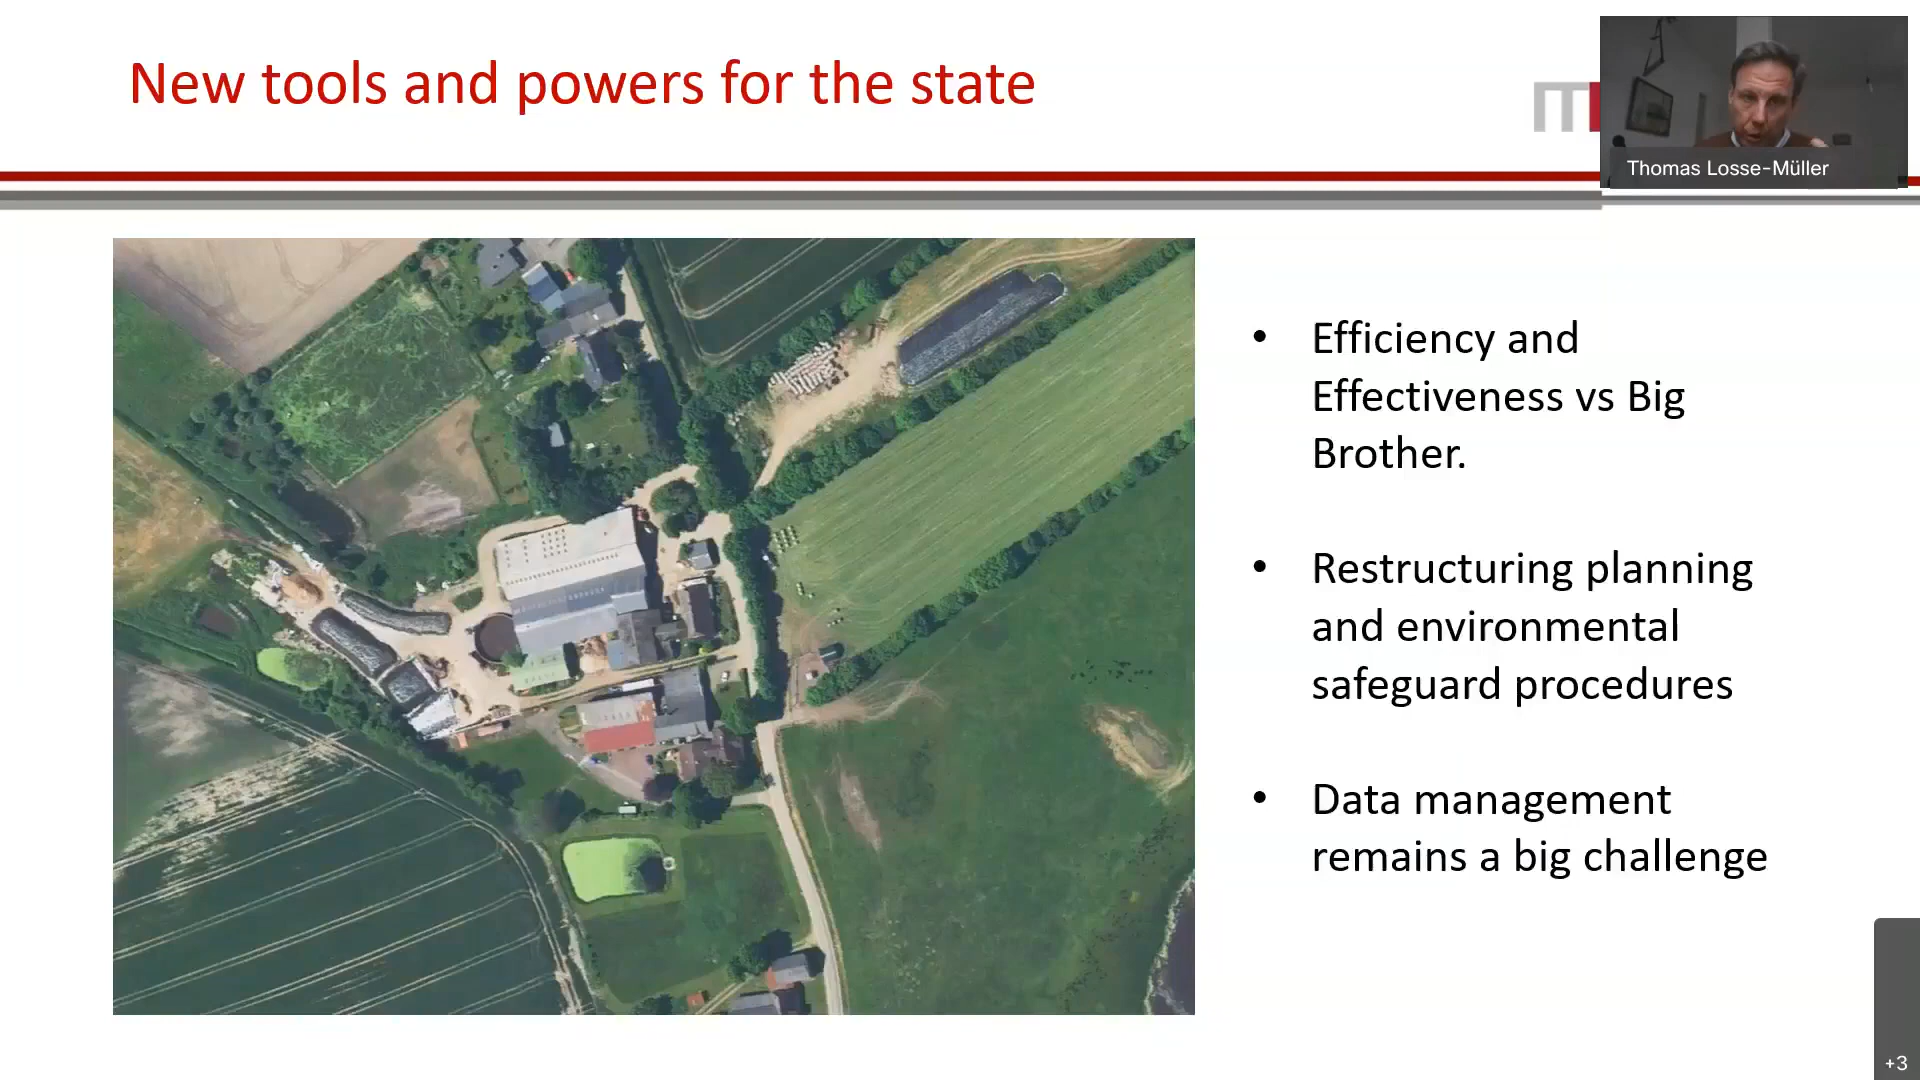 New tools and powers for the state
Thomas Losse-Müller
• Efficiency and
Effectiveness vs Big
Brother.
• Restructuring planning
and environmental
safeguard procedures
• Data management
remains a big challenge
+3